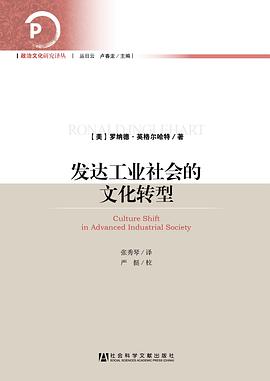 P
政治文化研究译丛
丛日云 卢春龙/主编
RONALD INGLEHART
【美】罗纳德·英格尔哈特/著
发达工业社会的
文化转型
Culture Shift
in Advanced Industrial Society
张秀琴/译
严挺/校
社会科学文献出版社
SOCIAL SCIENCES ACADEMIC PRESS (CHINA)